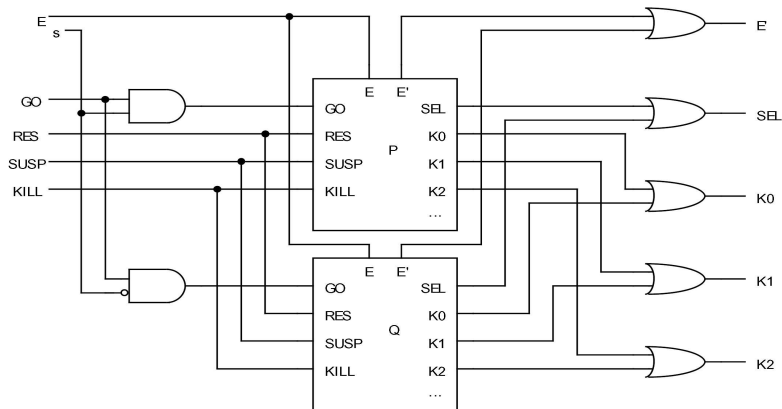 E
s
GO
RES
SUSP
KILL
E E'
GO SEL
RES K0
P
SUSP K1
KILL K2
...
E E'
GO SEL
RES K0
Q
SUSP K1
KILL K2
...
E'
SEL
K0
K1
K2